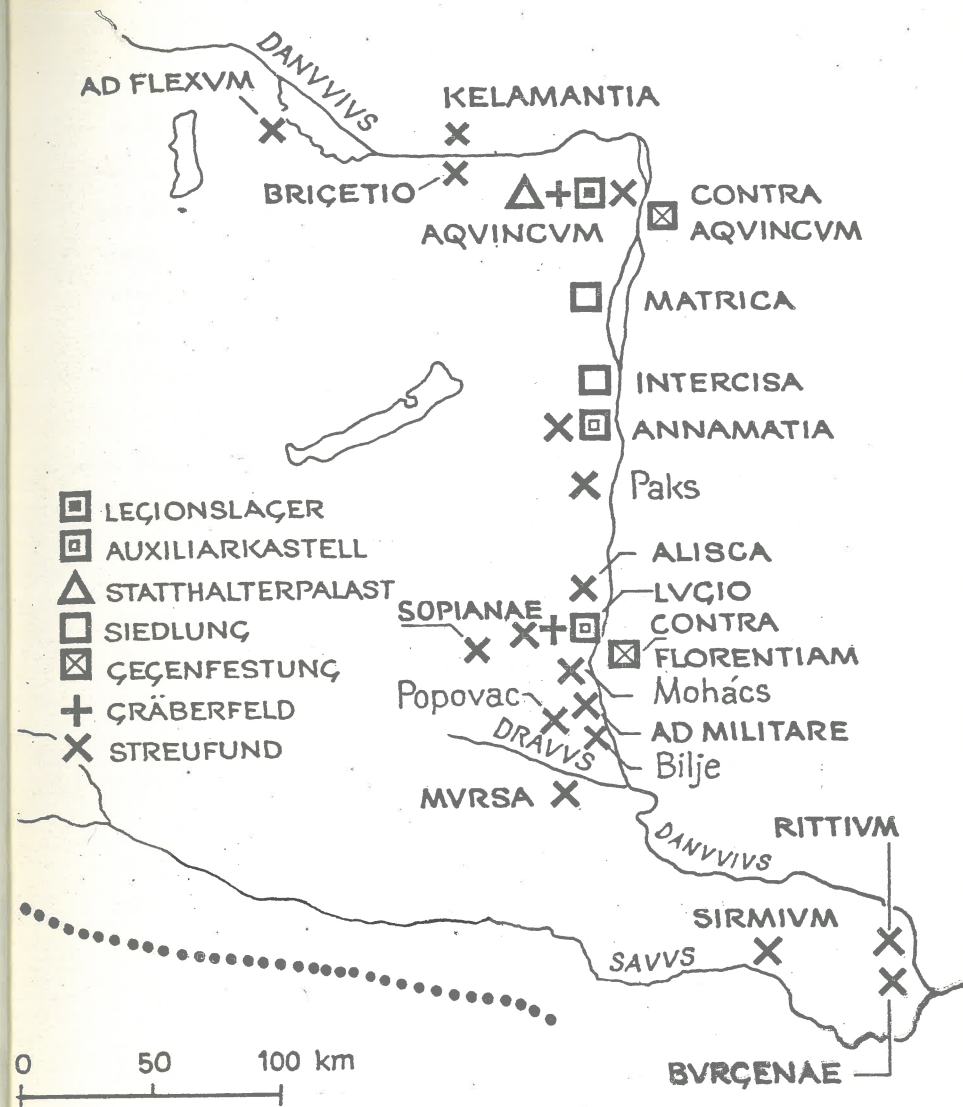 DANVVIVS
AD FLEXVM
KELAMANTIA
BRIGETIO
AQVINCVM
CONTRA
AQVINCVM
MATRICA
INTERCISA
ANNAMATIA
Paks
LEGIONSLAGER
AUXILIARKASTELL
STATTHALTERPALAST
SIEDLUNG
GEGENFESTUNG
GRÄBERFELD
STREUFUND
ALISCA
LVGIO
SOPIANAE
CONTRA
FLORENTIAM
Mohács
Popovac
AD MILITARE
DRAVVS
Bilje
MVRSA
DANVVIVS
RITTIVM
SIRMIVM
SAVVS
BVRGENAE
0 50 100 km